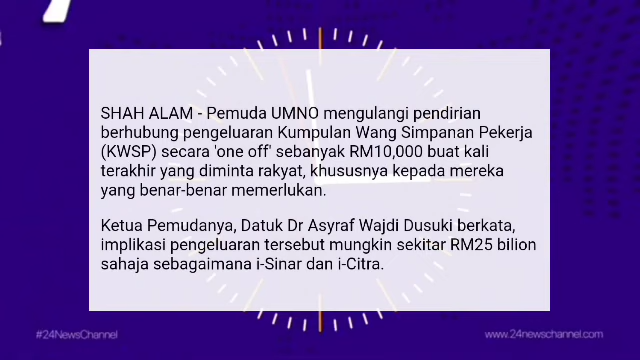 SHAH ALAM - Pemuda UMNO mengulangi pendirian
berhubung pengeluaran Kumpulan Wang Simpanan Pekerja
(KWSP) secara 'one off' sebanyak RM10,000 buat kali
terakhir yang diminta rakyat, khususnya kepada mereka
yang benar-benar memerlukan.
Ketua Pemudanya, Datuk Dr Asyraf Wajdi Dusuki berkata,
implikasi pengeluaran tersebut mungkin sekitar RM25 bilion
sahaja sebagaimana i-Sinar dan i-Citra.
#24NewsChannel
www.24newschannel.com